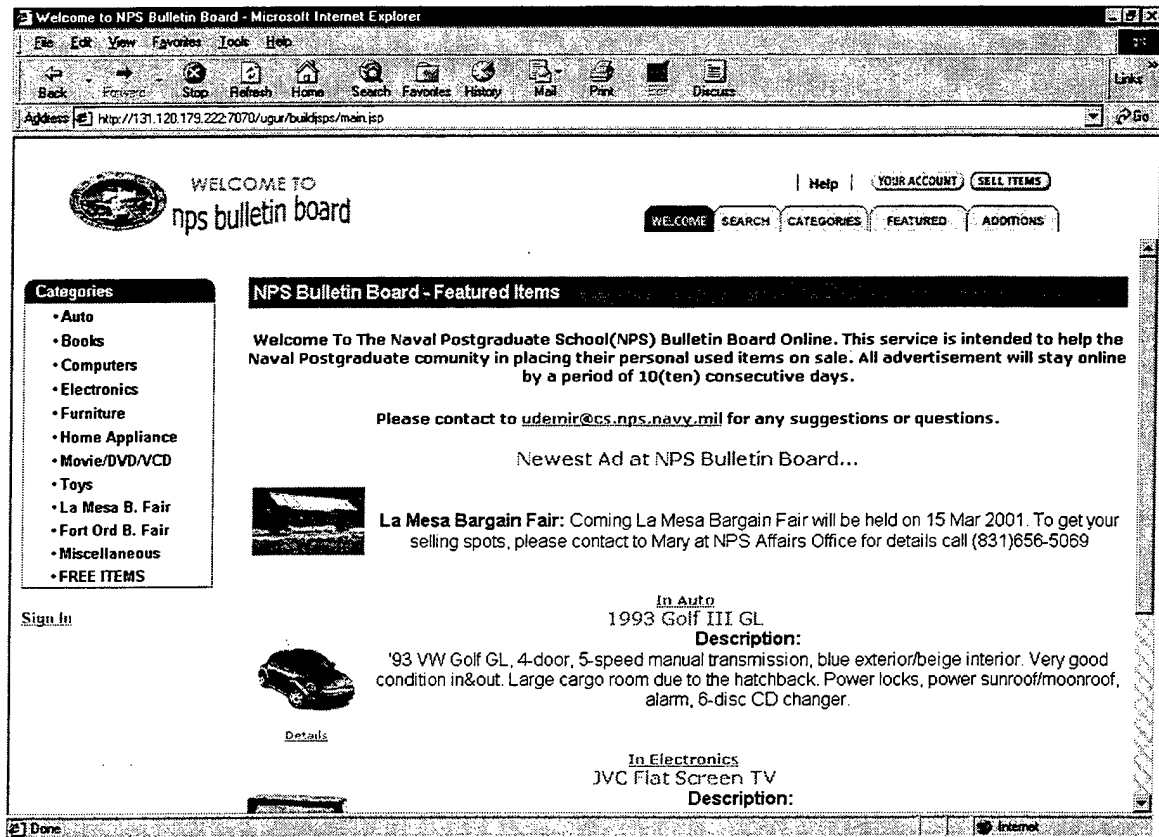 Welcome to NPS Bulletin Board - Microsoft Internet Explorer
File Edit View Favorites Tools Help
Back Forward Stop Refresh Home Search Favorites History Mail Print Edit Discuss Links »
Address http://131.120.179.222:7070/ugur/buildjsps/main.jsp Go
WELCOME TO
nps bulletin board
| Help | YOUR ACCOUNT SELL ITEMS
WELCOME SEARCH CATEGORIES FEATURED ADDITIONS
Categories
• Auto
• Books
• Computers
• Electronics
• Furniture
• Home Appliance
• Movie/DVD/VCD
• Toys
• La Mesa B. Fair
• Fort Ord B. Fair
• Miscellaneous
• FREE ITEMS
Sign In
NPS Bulletin Board - Featured Items
Welcome To The Naval Postgraduate School(NPS) Bulletin Board Online. This service is intended to help the
Naval Postgraduate comunity in placing their personal used items on sale. All advertisement will stay online
by a period of 10(ten) consecutive days.
Please contact to udemir@cs.nps.navy.mil for any suggestions or questions.
Newest Ad at NPS Bulletin Board...
La Mesa Bargain Fair: Coming La Mesa Bargain Fair will be held on 15 Mar 2001. To get your
selling spots, please contact to Mary at NPS Affairs Office for details call (831)656-5069
In Auto
1993 Golf III GL
Description:
'93 VW Golf GL, 4-door, 5-speed manual transmission, blue exterior/beige interior. Very good
condition in&out. Large cargo room due to the hatchback. Power locks, power sunroof/moonroof,
alarm, 6-disc CD changer.
Details
In Electronics
JVC Flat Screen TV
Description:
Done Internet